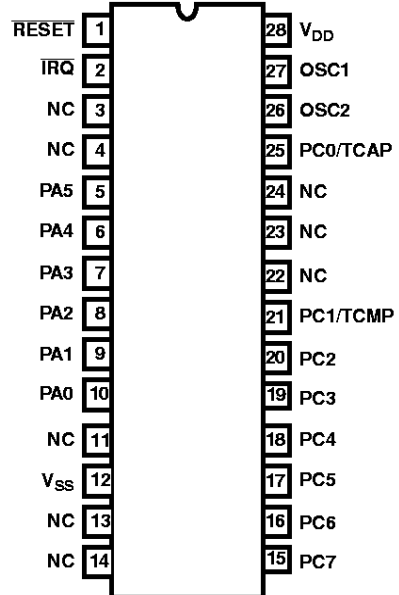 RESET 1 28 VDD
IRQ 2 27 OSC1
NC 3 26 OSC2
NC 4 25 PC0/TCAP
PA5 5 24 NC
PA4 6 23 NC
PA3 7 22 NC
PA2 8 21 PC1/TCMP
PA1 9 20 PC2
PA0 10 19 PC3
NC 11 18 PC4
VSS 12 17 PC5
NC 13 16 PC6
NC 14 15 PC7